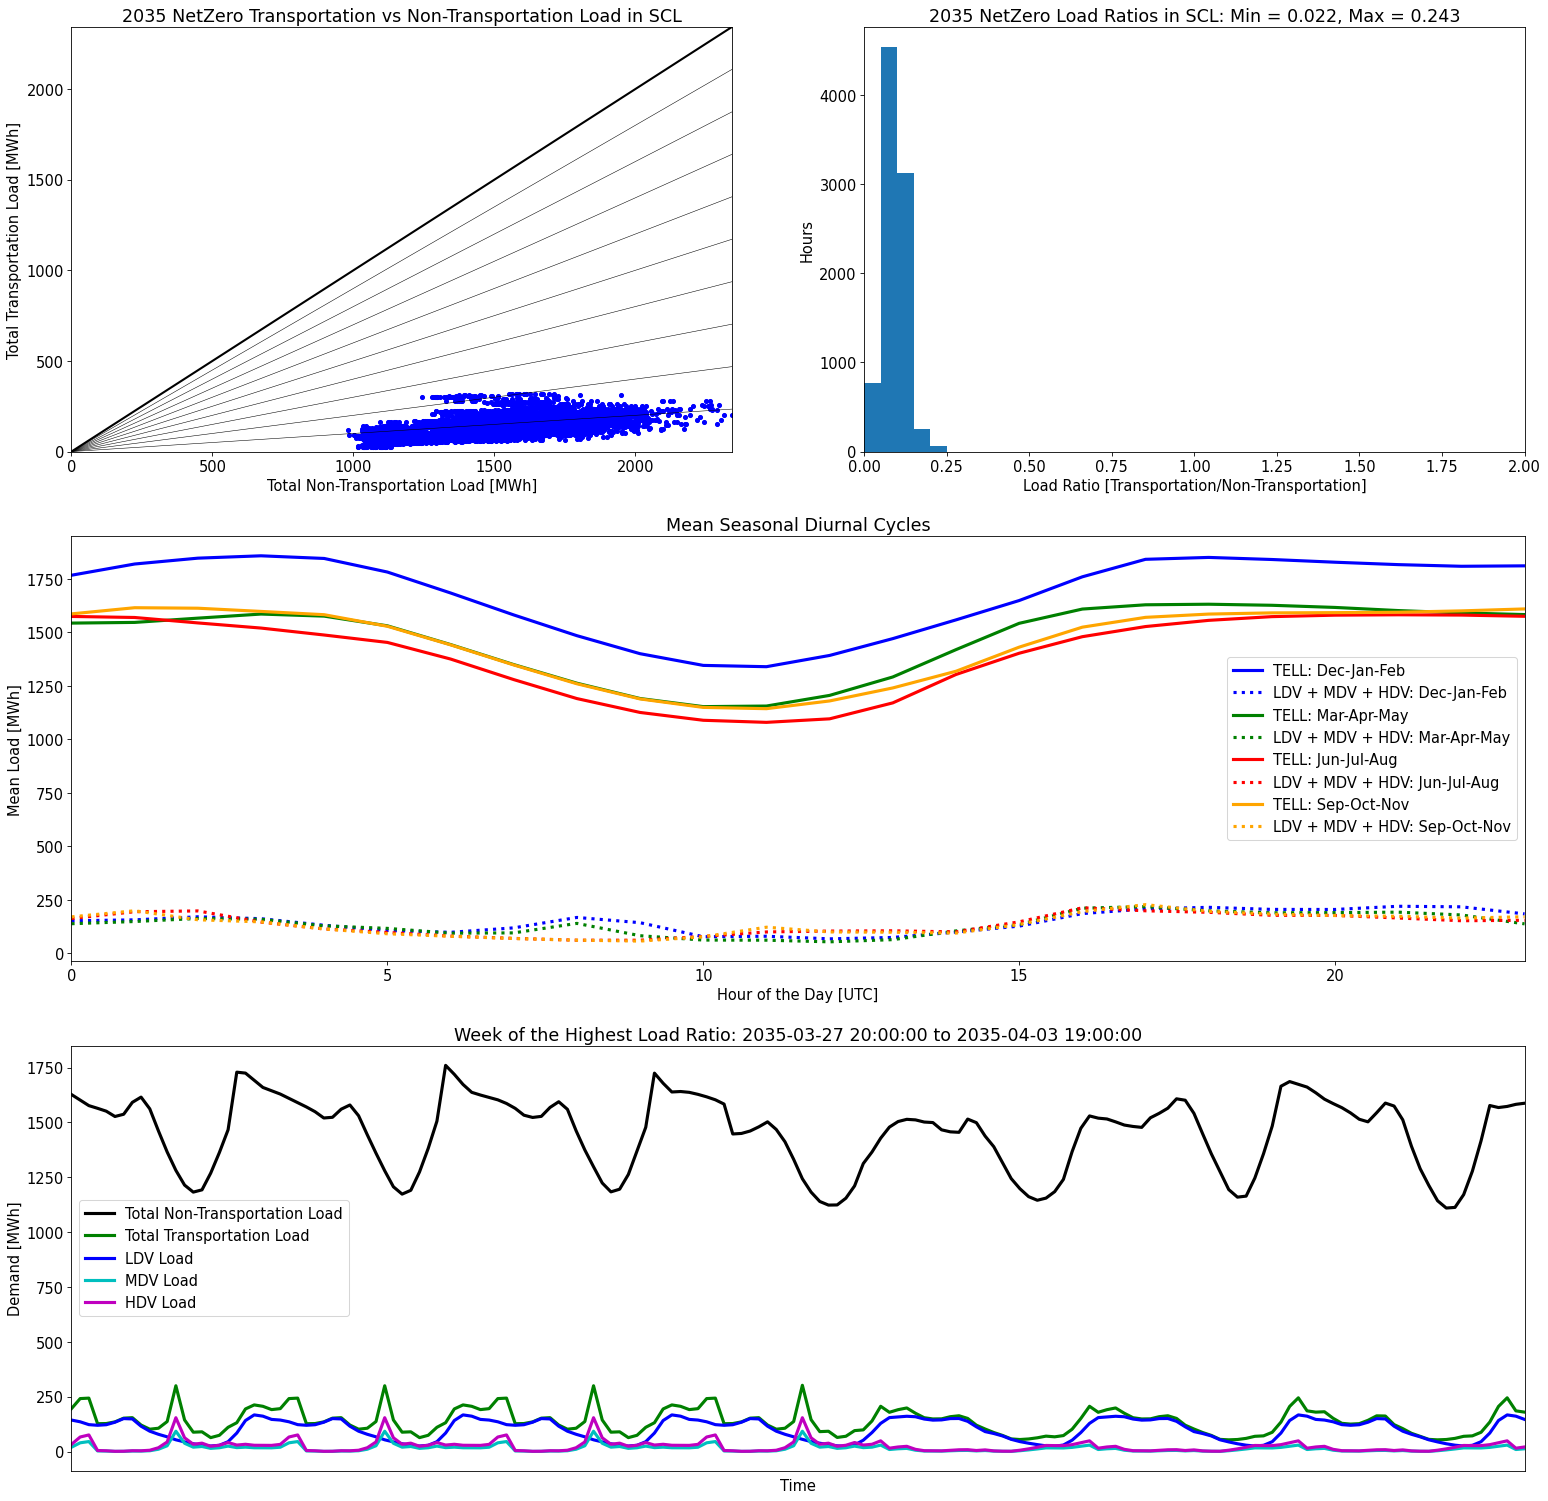 2035 NetZero Transportation vs Non-Transportation Load in SCL
Total Transportation Load [MWh]
2000
1500
1000
500
0
0 500 1000 1500 2000
Total Non-Transportation Load [MWh]
2035 NetZero Load Ratios in SCL: Min = 0.022, Max = 0.243
Hours
4000
3000
2000
1000
0
0.00 0.25 0.50 0.75 1.00 1.25 1.50 1.75 2.00
Load Ratio [Transportation/Non-Transportation]
Mean Seasonal Diurnal Cycles
Mean Load [MWh]
1750
1500
1250
1000
750
500
250
0
TELL: Dec-Jan-Feb
LDV + MDV + HDV: Dec-Jan-Feb
TELL: Mar-Apr-May
LDV + MDV + HDV: Mar-Apr-May
TELL: Jun-Jul-Aug
LDV + MDV + HDV: Jun-Jul-Aug
TELL: Sep-Oct-Nov
LDV + MDV + HDV: Sep-Oct-Nov
0 5 10 15 20
Hour of the Day [UTC]
Week of the Highest Load Ratio: 2035-03-27 20:00:00 to 2035-04-03 19:00:00
Demand [MWh]
1750
1500
1250
1000
750
500
250
0
Total Non-Transportation Load
Total Transportation Load
LDV Load
MDV Load
HDV Load
Time